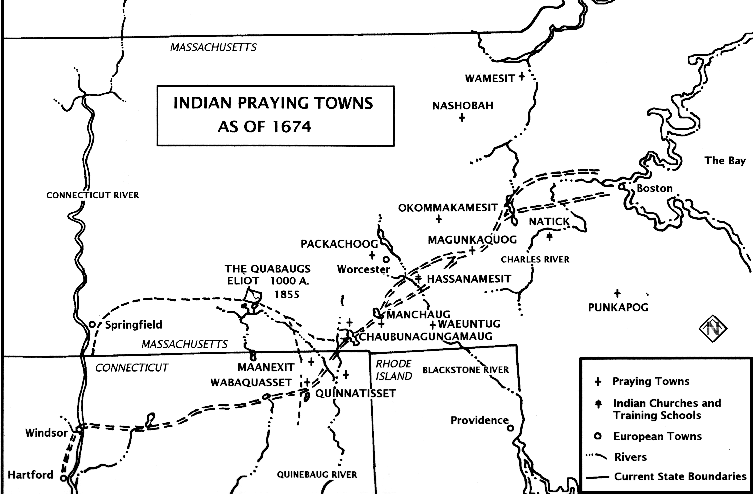 MASSACHUSETTS
INDIAN PRAYING TOWNS
AS OF 1674
WAMESIT
NASHOBAH
The Bay
CONNECTICUT RIVER
Boston
OKOMMAKAMESIT
NATICK
MAGUNKAQUOG
PACKACHOOG
Worcester
CHARLES RIVER
HASSANAMESIT
THE QUABAUGS
ELIOT 1000 A.
1855
PUNKAPOG
MANCHAUG
WAEUNTUG
CHAUBUNAGUNGAMAUG
Springfield
N
MASSACHUSETTS
CONNECTICUT
MAANEXIT
RHODE
ISLAND
BLACKSTONE RIVER
WABAQUASSET
QUINNATISSET
Praying Towns
Indian Churches and
Training Schools
European Towns
Rivers
Current State Boundaries
Providence
Windsor
Hartford
QUINEBAUG RIVER